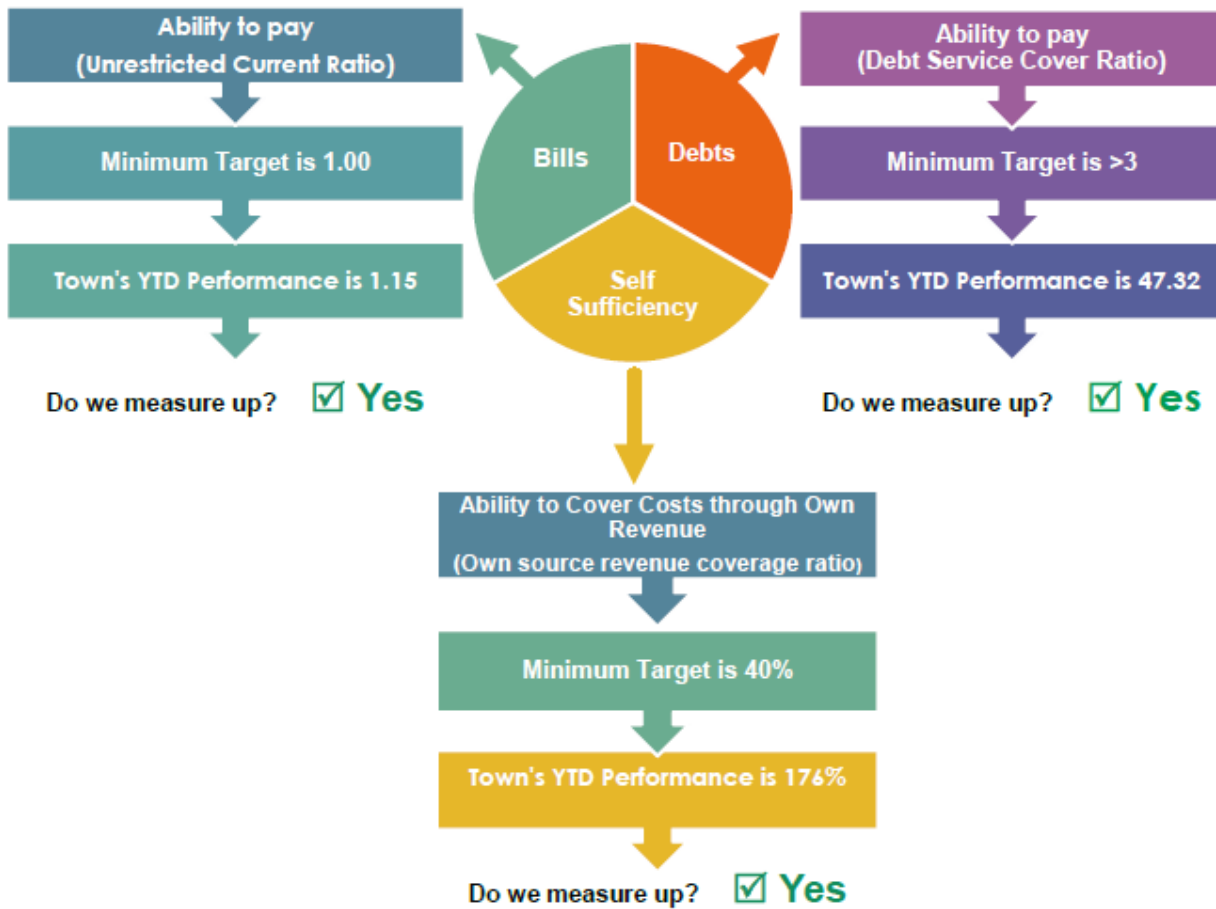 Ability to pay
(Unrestricted Current Ratio)
Minimum Target is 1.00
Town's YTD Performance is 1.15
Do we measure up? ☑ Yes
Bills
Debts
Self
Sufficiency
Ability to pay
(Debt Service Cover Ratio)
Minimum Target is >3
Town's YTD Performance is 47.32
Do we measure up? ☑ Yes
Ability to Cover Costs through Own
Revenue
(Own source revenue coverage ratio)
Minimum Target is 40%
Town's YTD Performance is 176%
Do we measure up? ☑ Yes